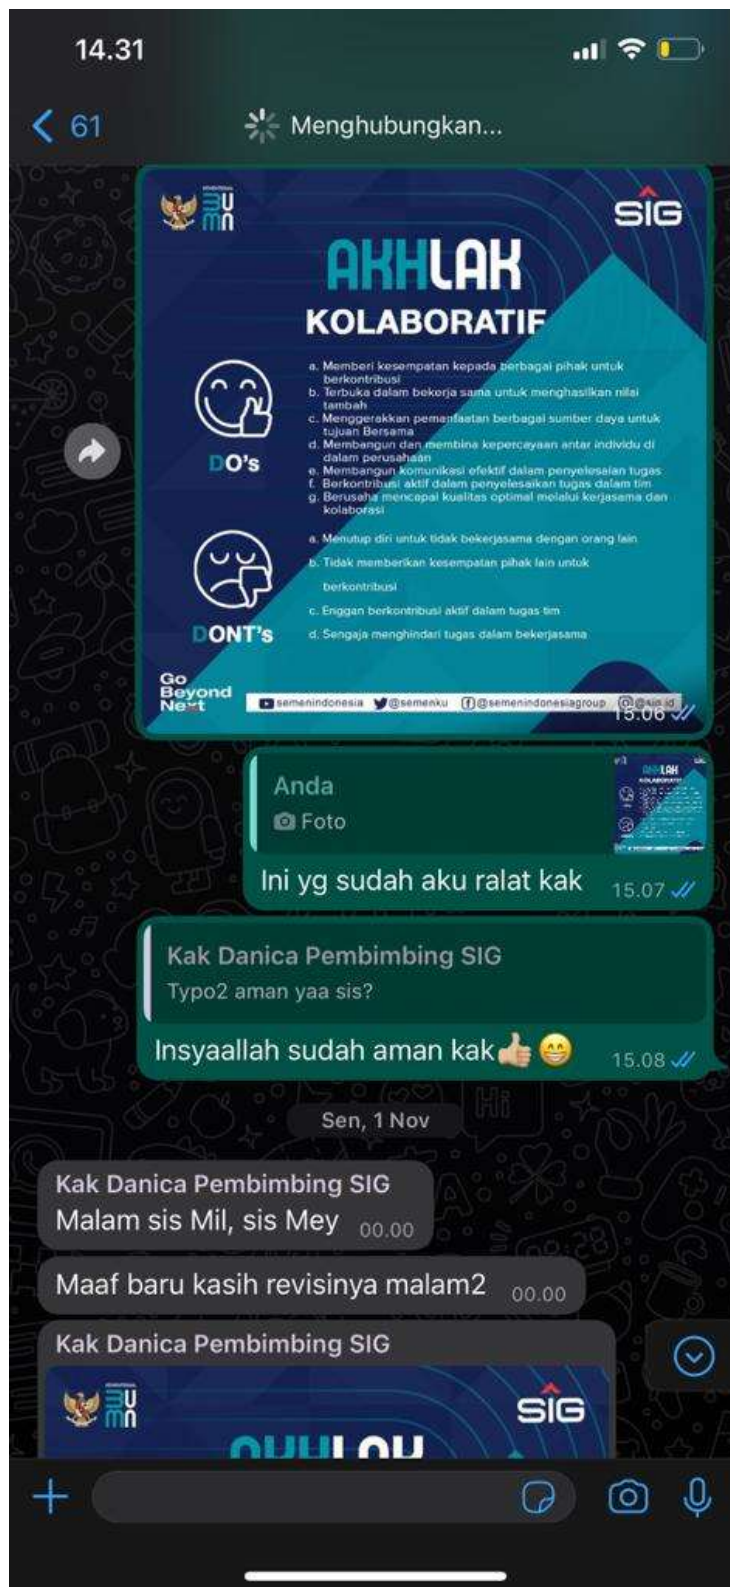 14.31
61
Menghubungkan...
BUMN
SIG
AKHLAK
KOLABORATIF
a. Memberi kesempatan kepada berbagai pihak untuk
berkontribusi
b. Terbuka dalam bekerja sama untuk menghasilkan nilai
tambah
c. Menggerakkan pemanfaatan berbagai sumber daya untuk
tujuan Bersama
d. Membangun dan membina kepercayaan antar individu di
dalam perusahaan
e. Membangun komunikasi efektif dalam penyelesaian tugas
f. Berkontribusi aktif dalam penyelesaikan tugas dalam tim
g. Berusaha mencapai kualitas optimal melalui kerjasama dan
kolaborasi
DO's
a. Menutup diri untuk tidak bekerjasama dengan orang lain
b. Tidak memberikan kesempatan pihak lain untuk
berkontribusi
c. Enggan berkontribusi aktif dalam tugas tim
d. Sengaja menghindari tugas dalam bekerjasama
DONT's
Go
Beyond
Next
semenindonesia @semenku @semenindonesiagroup @sig.id
15.06
Anda
Foto
AKHLAK
KOLABORATIF
Ini yg sudah aku ralat kak 15.07
Kak Danica Pembimbing SIG
Typo2 aman yaa sis?
Insyaallah sudah aman kak👍🏼😁 15.08
Sen, 1 Nov
Kak Danica Pembimbing SIG
Malam sis Mil, sis Mey 00.00
Maaf baru kasih revisinya malam2 00.00
Kak Danica Pembimbing SIG
BUMN
SIG
AKHLAK